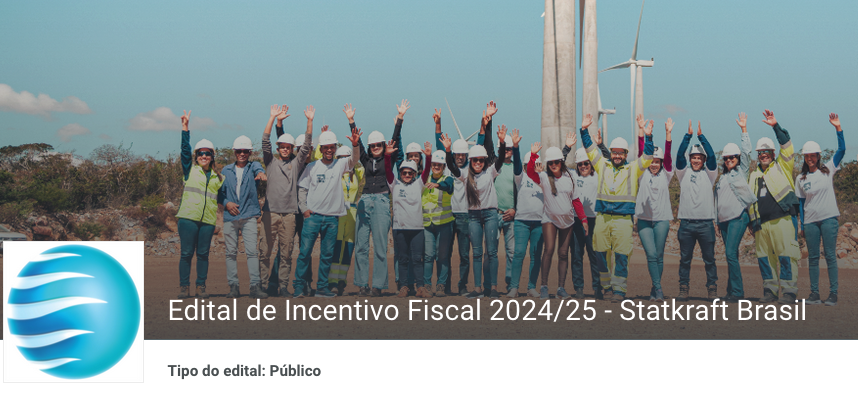 Edital de Incentivo Fiscal 2024/25 - Statkraft Brasil
Tipo do edital: Público